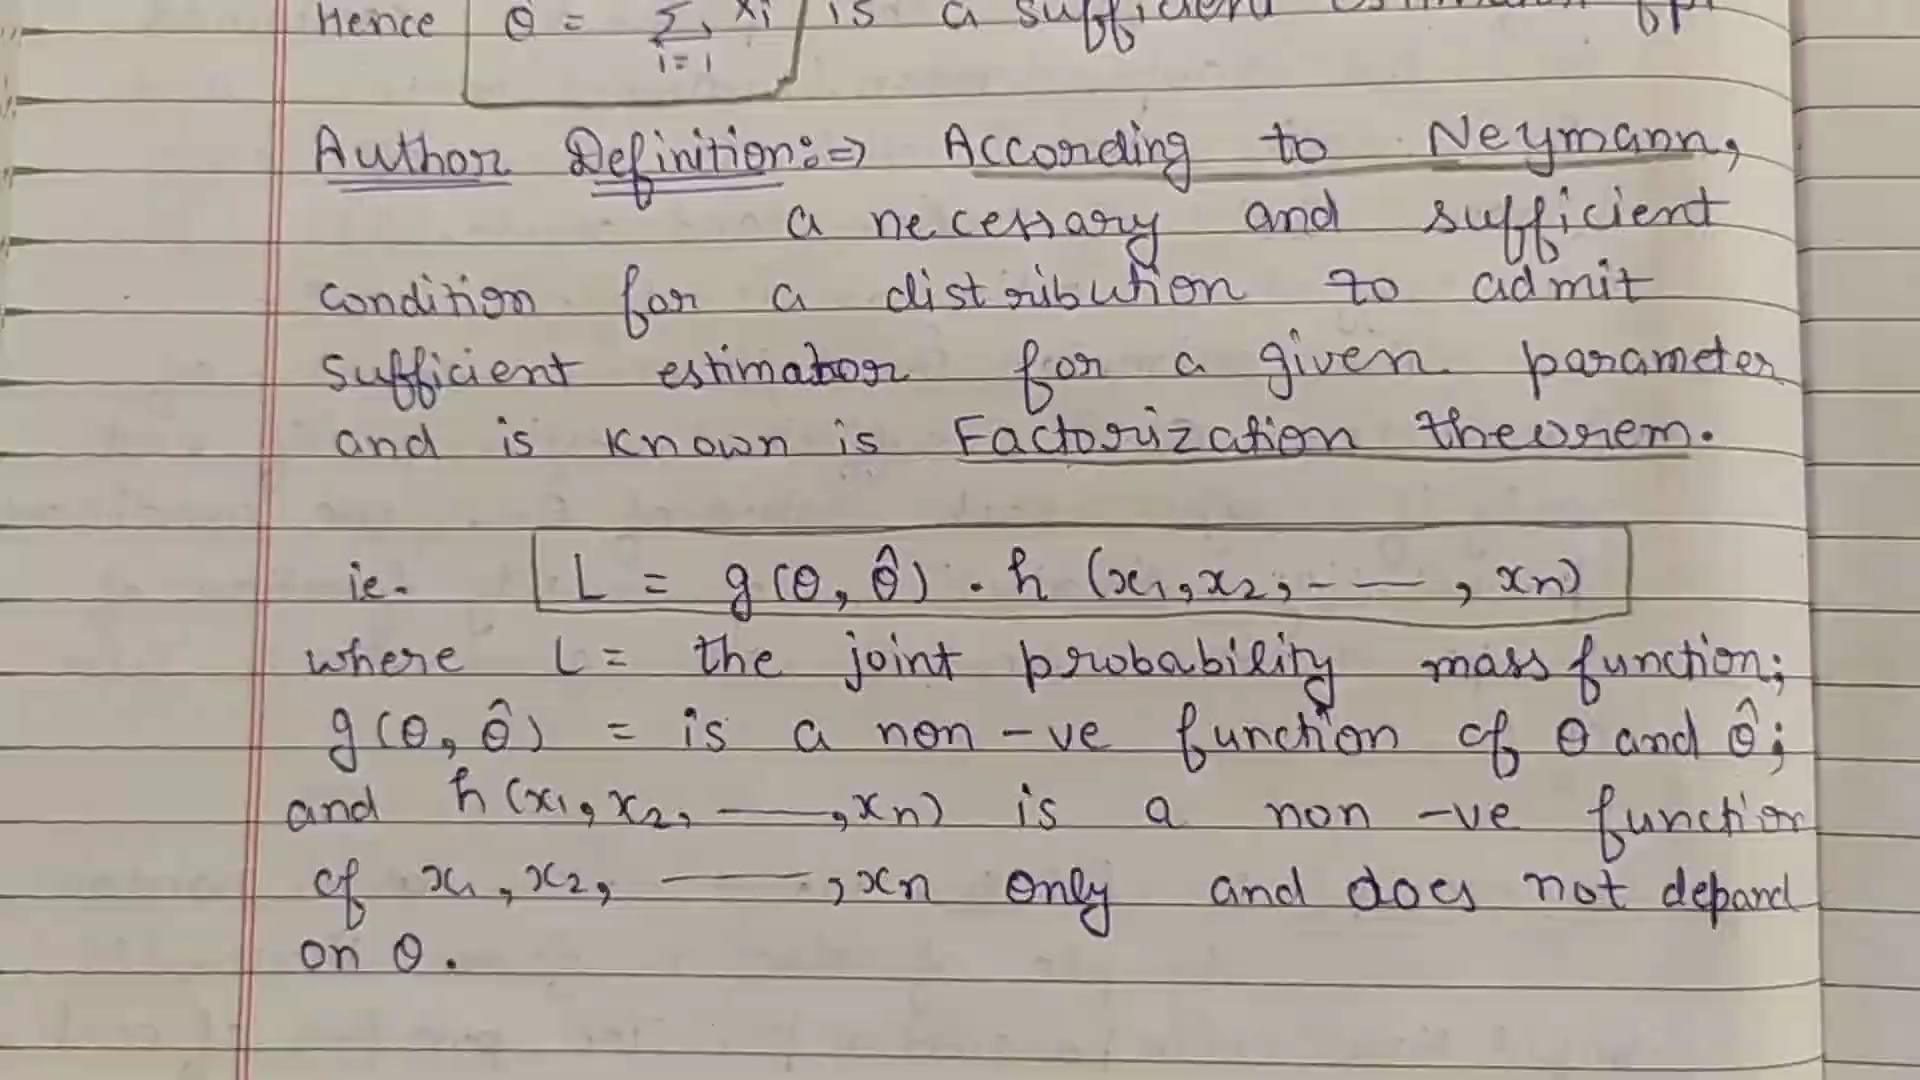 Hence θ̂ = Σ xi is a sufficient
i=1
Author Definition:⇒ According to Neymann,
a necessary and sufficient
condition for a distribution to admit
sufficient estimator for a given parameter
and is known is Factorization theorem.
ie. L = g(θ, θ̂) . h (x1, x2, - — , xn)
where L = the joint probability mass function;
g(θ, θ̂) = is a non -ve function of θ and θ̂;
and h(x1, x2, — , xn) is a non -ve function
of x1, x2, — , xn only and does not depand
on θ.